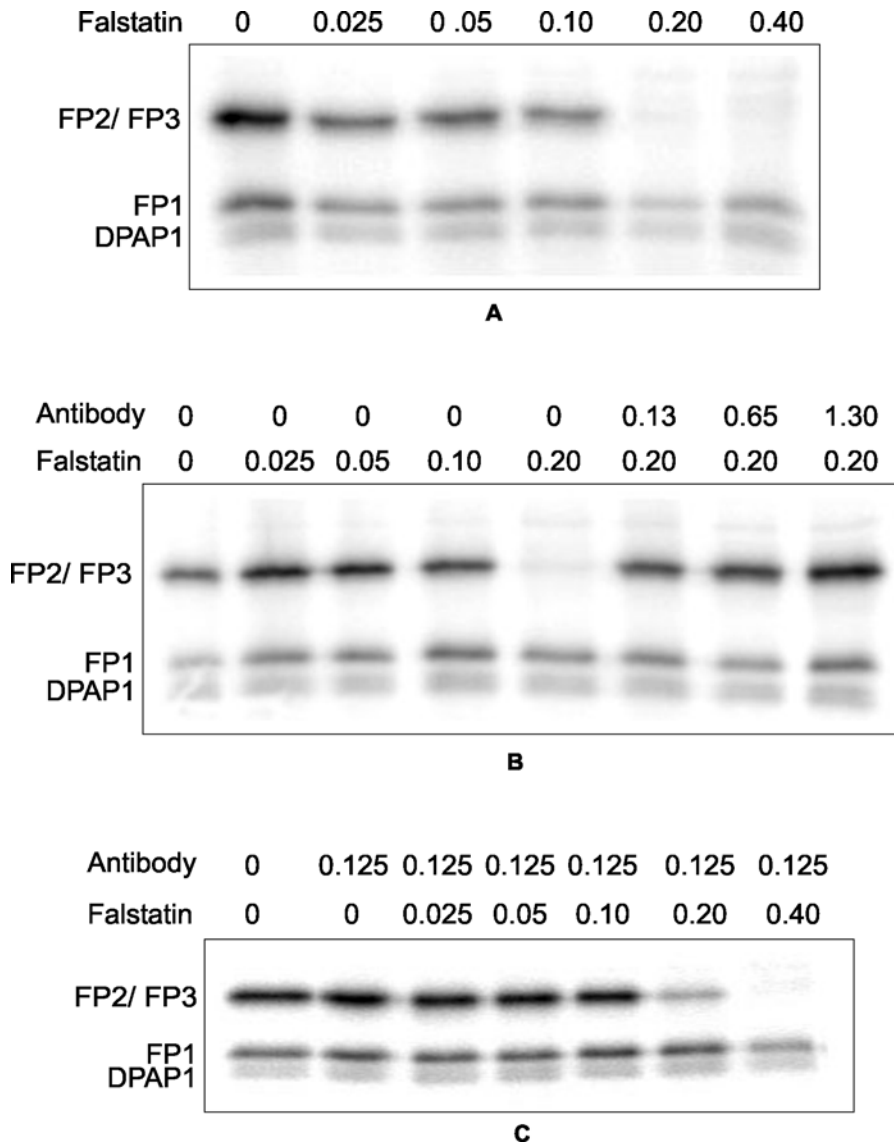 Falstatin 0 0.025 0 .05 0.10 0.20 0.40
FP2/ FP3
FP1
DPAP1
A
Antibody 0 0 0 0 0 0.13 0.65 1.30
Falstatin 0 0.025 0.05 0.10 0.20 0.20 0.20 0.20
FP2/ FP3
FP1
DPAP1
B
Antibody 0 0.125 0.125 0.125 0.125 0.125 0.125
Falstatin 0 0 0.025 0.05 0.10 0.20 0.40
FP2/ FP3
FP1
DPAP1
C